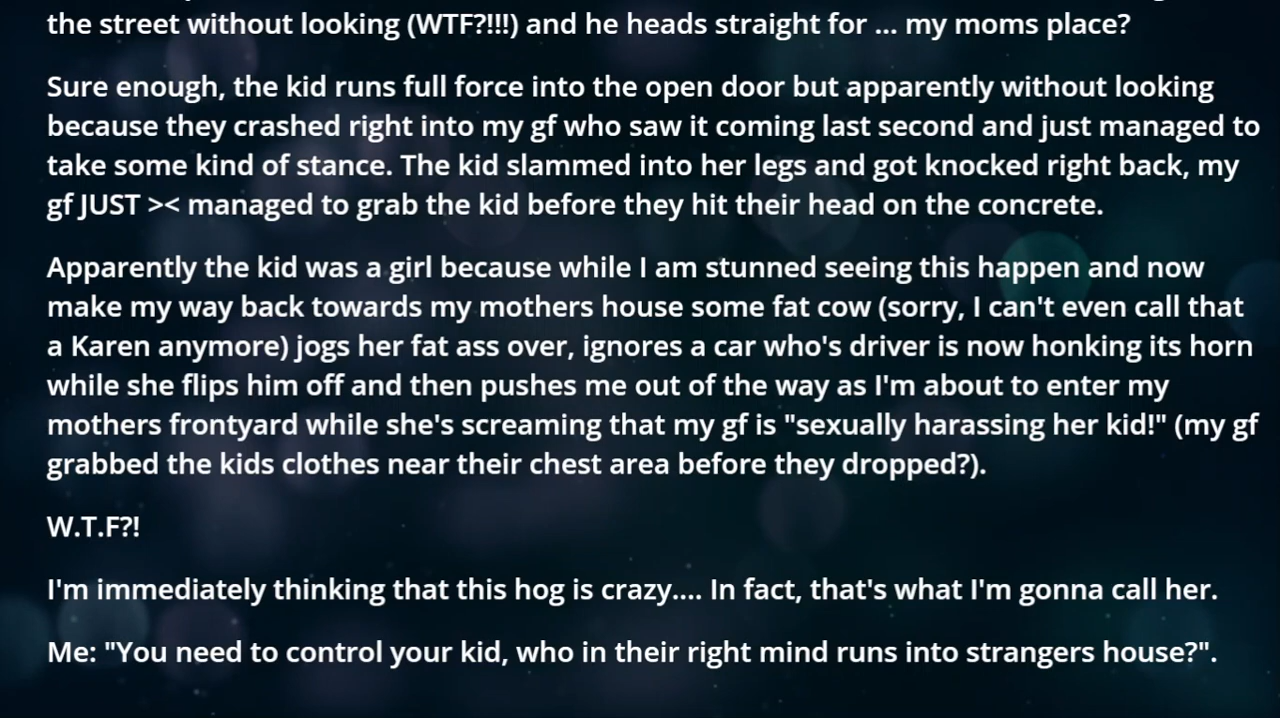 the street without looking (WTF?!!!) and he heads straight for ... my moms place?
Sure enough, the kid runs full force into the open door but apparently without looking
because they crashed right into my gf who saw it coming last second and just managed to
take some kind of stance. The kid slammed into her legs and got knocked right back, my
gf JUST >< managed to grab the kid before they hit their head on the concrete.
Apparently the kid was a girl because while I am stunned seeing this happen and now
make my way back towards my mothers house some fat cow (sorry, I can't even call that
a Karen anymore) jogs her fat ass over, ignores a car who's driver is now honking its horn
while she flips him off and then pushes me out of the way as I'm about to enter my
mothers frontyard while she's screaming that my gf is "sexually harassing her kid!" (my gf
grabbed the kids clothes near their chest area before they dropped?).
W.T.F?!
I'm immediately thinking that this hog is crazy.... In fact, that's what I'm gonna call her.
Me: "You need to control your kid, who in their right mind runs into strangers house?".